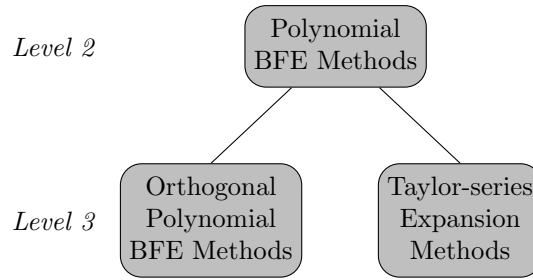 Level 2
Polynomial
BFE Methods
Level 3
Orthogonal
Polynomial
BFE Methods
Taylor-series
Expansion
Methods